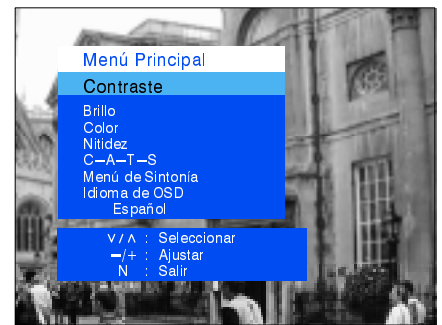 Menú Principal
Contraste
Brillo
Color
Nitidez
C–A–T–S
Menú de Sintonía
Idioma de OSD
Español
∨/∧ : Seleccionar
–/+ : Ajustar
N : Salir